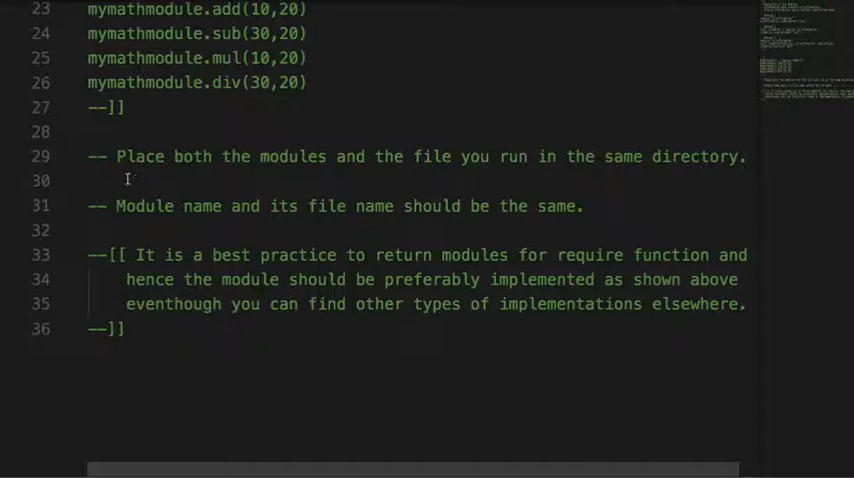 23 mymathmodule.add(10,20)
24 mymathmodule.sub(30,20)
25 mymathmodule.mul(10,20)
26 mymathmodule.div(30,20)
27 --]]
28
29 -- Place both the modules and the file you run in the same directory.
30
31 -- Module name and its file name should be the same.
32
33 --[[ It is a best practice to return modules for require function and
34 hence the module should be preferably implemented as shown above
35 eventhough you can find other types of implementations elsewhere.
36 --]]